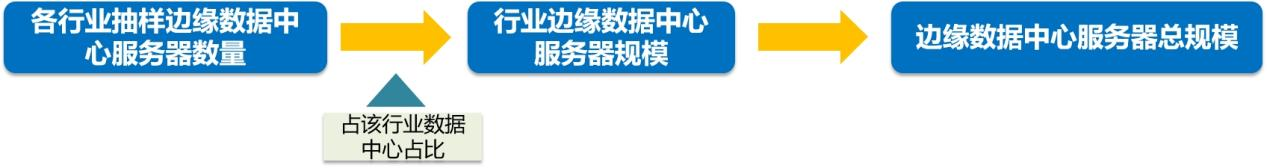 各行业抽样边缘数据中
心服务器数量
行业边缘数据中心
服务器规模
边缘数据中心服务器总规模
占该行业数据
中心占比